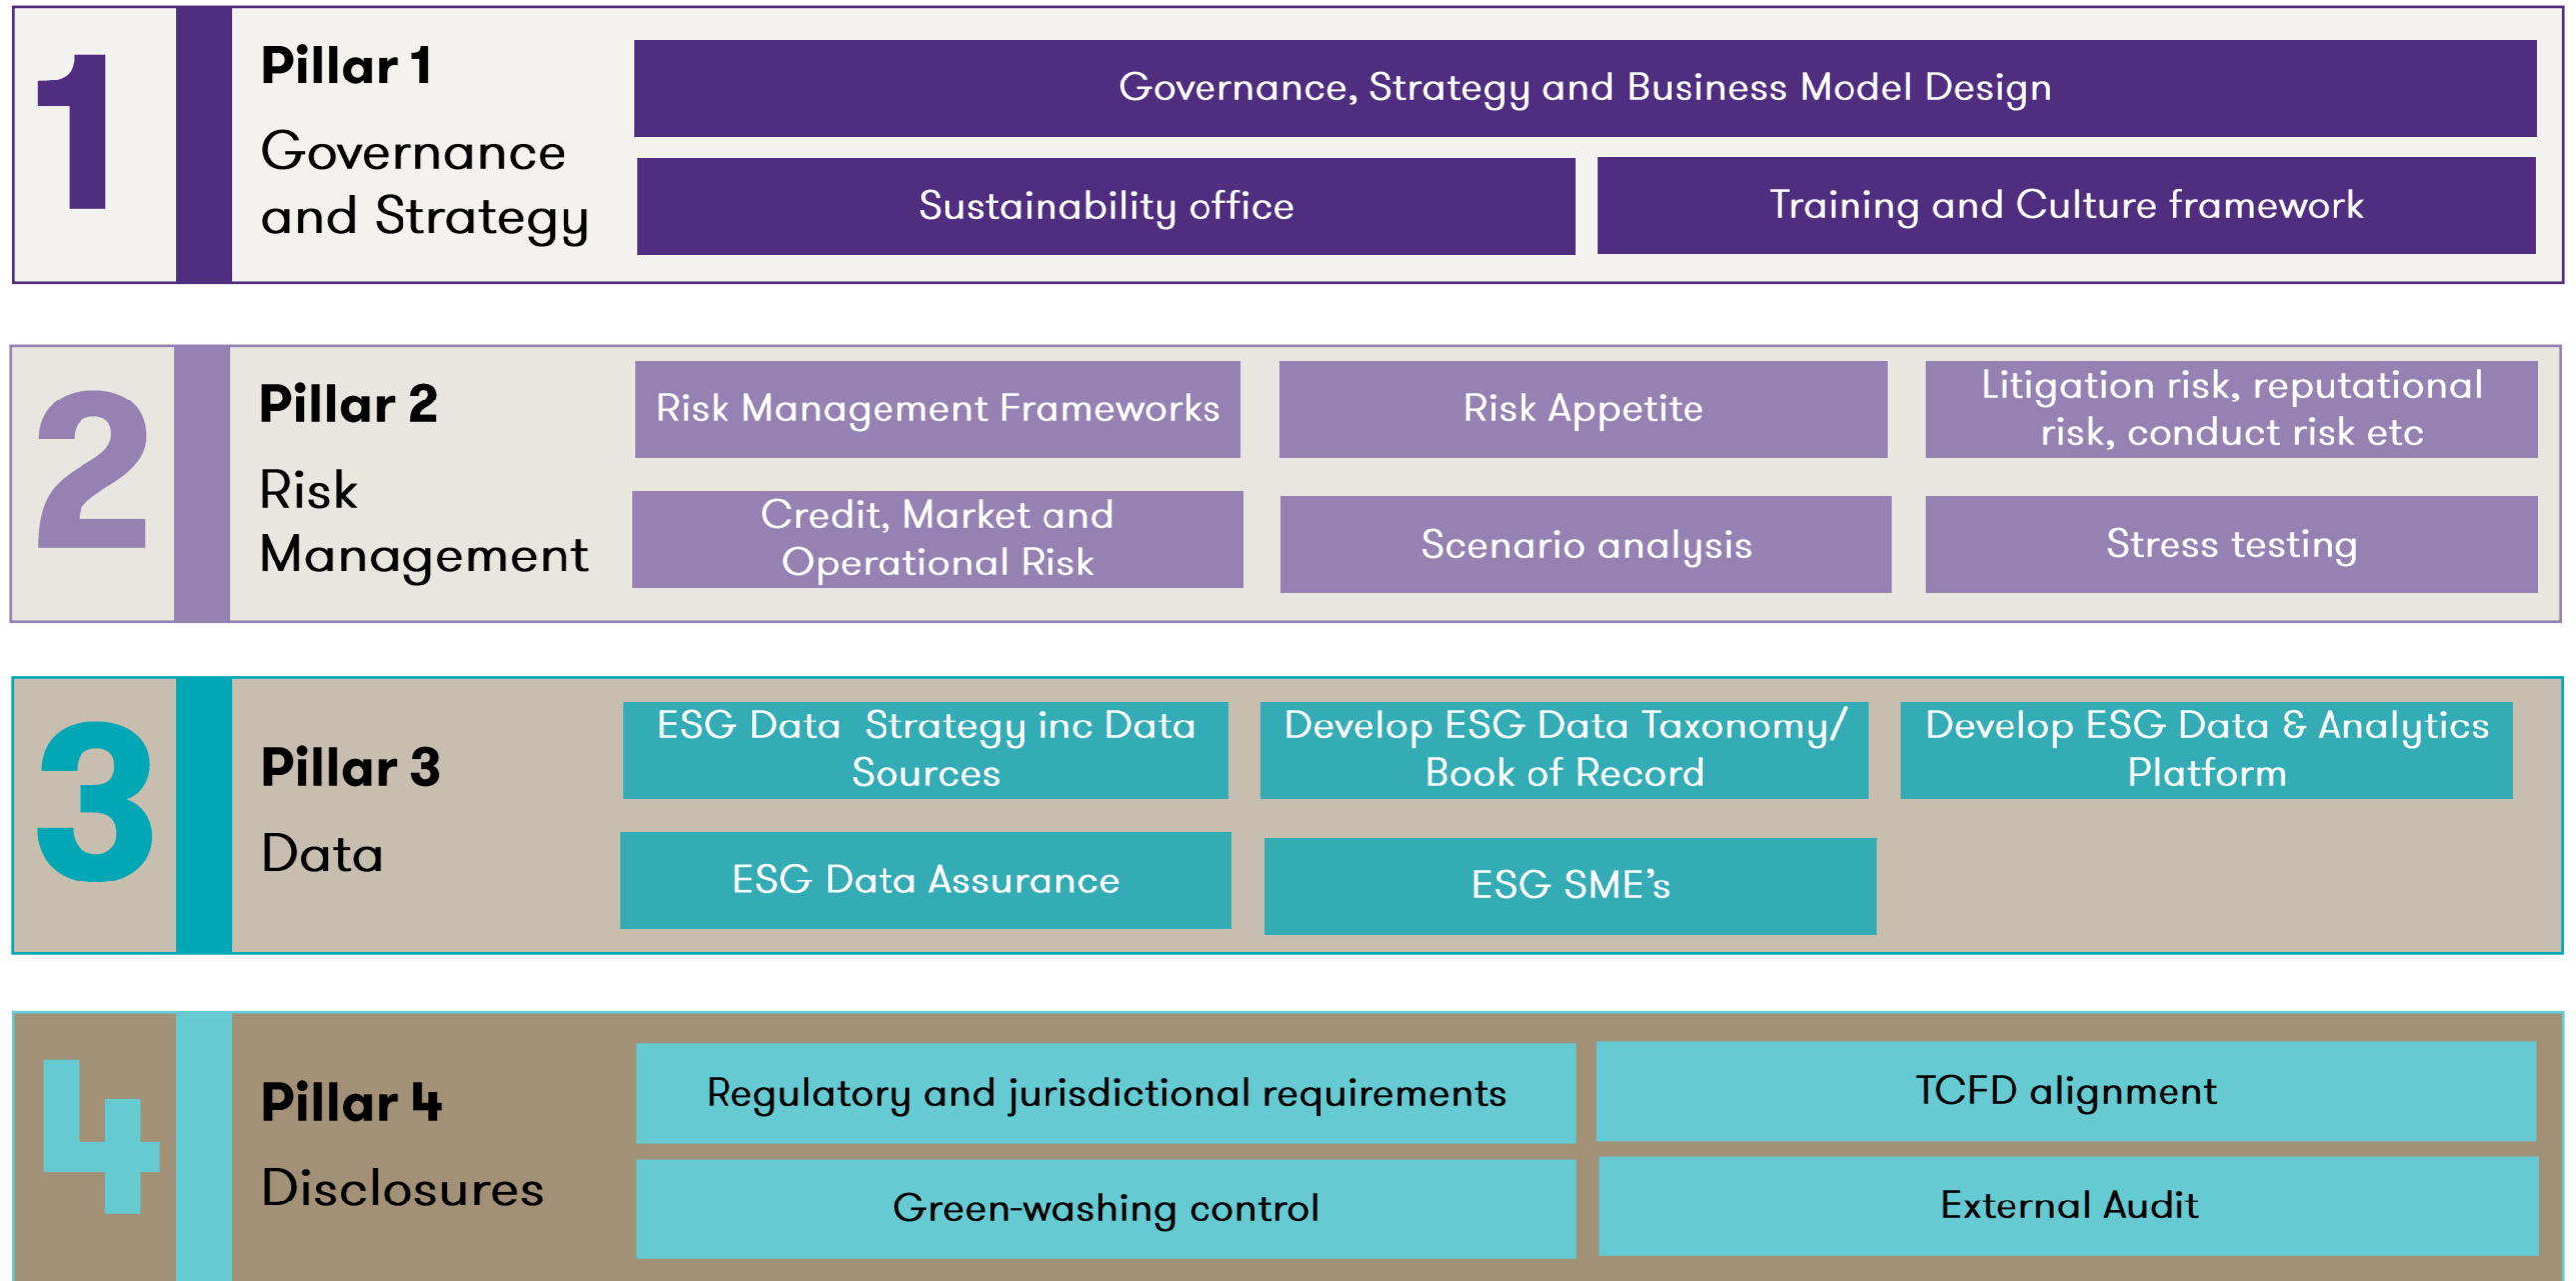 1
Pillar 1
Governance
and Strategy
Governance, Strategy and Business Model Design
Sustainability office
Training and Culture framework
2
Pillar 2
Risk
Management
Risk Management Frameworks
Risk Appetite
Litigation risk, reputational
risk, conduct risk etc
Credit, Market and
Operational Risk
Scenario analysis
Stress testing
3
Pillar 3
Data
ESG Data  Strategy inc Data
Sources
Develop ESG Data Taxonomy/
Book of Record
Develop ESG Data & Analytics
Platform
ESG Data Assurance
ESG SME’s
4
Pillar 4
Disclosures
Regulatory and jurisdictional requirements
TCFD alignment
Green-washing control
External Audit